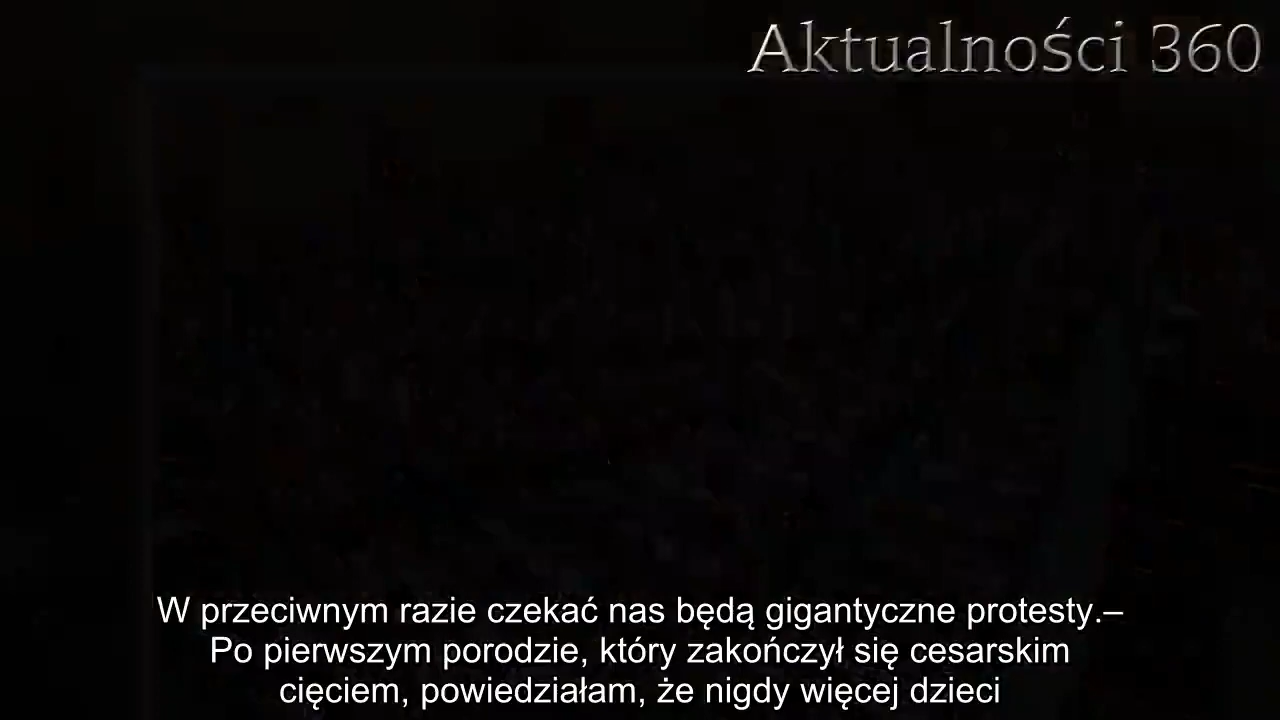 Aktualności 360
W przeciwnym razie czekać nas będą gigantyczne protesty.–
Po pierwszym porodzie, który zakończył się cesarskim
cięciem, powiedziałam, że nigdy więcej dzieci